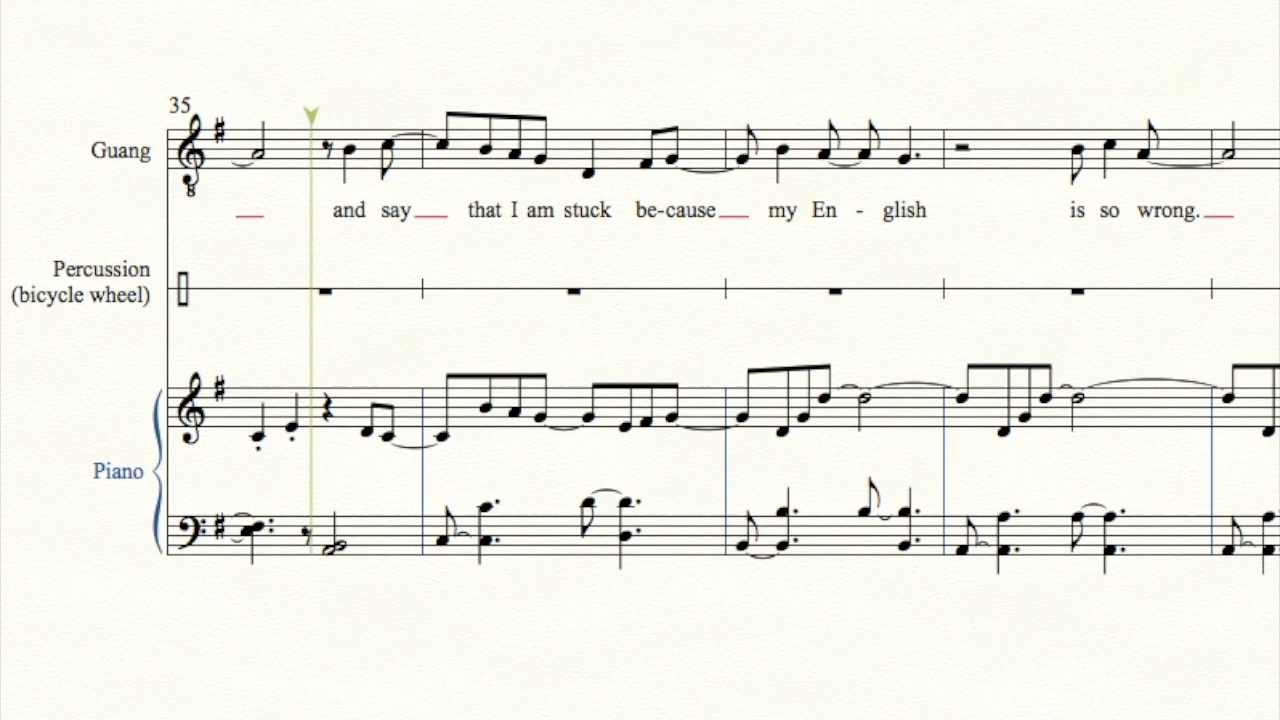 35
Guang
8
and say that I am stuck be-cause my En - glish is so wrong.
Percussion
(bicycle wheel)
Piano